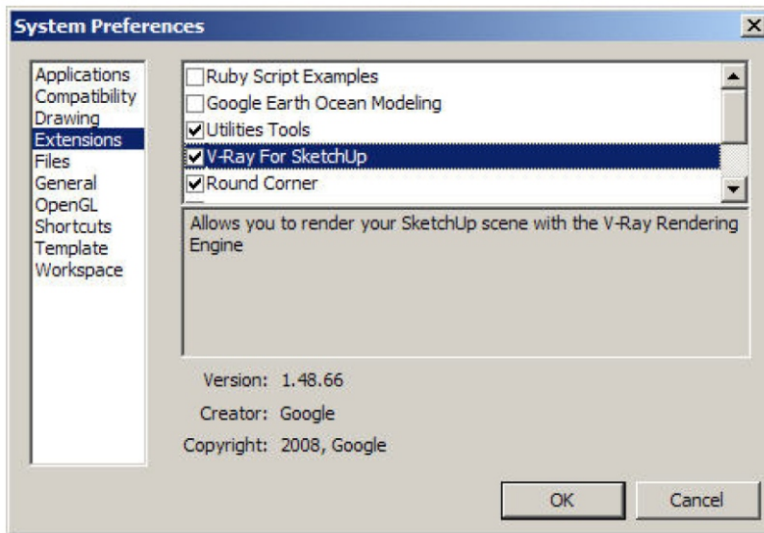 System Preferences
Applications
Compatibility
Drawing
Extensions
Files
General
OpenGL
Shortcuts
Template
Workspace
Ruby Script Examples
Google Earth Ocean Modeling
Utilities Tools
V-Ray For SketchUp
Round Corner
Allows you to render your SketchUp scene with the V-Ray Rendering
Engine
Version: 1.48.66
Creator: Google
Copyright: 2008, Google
OK Cancel